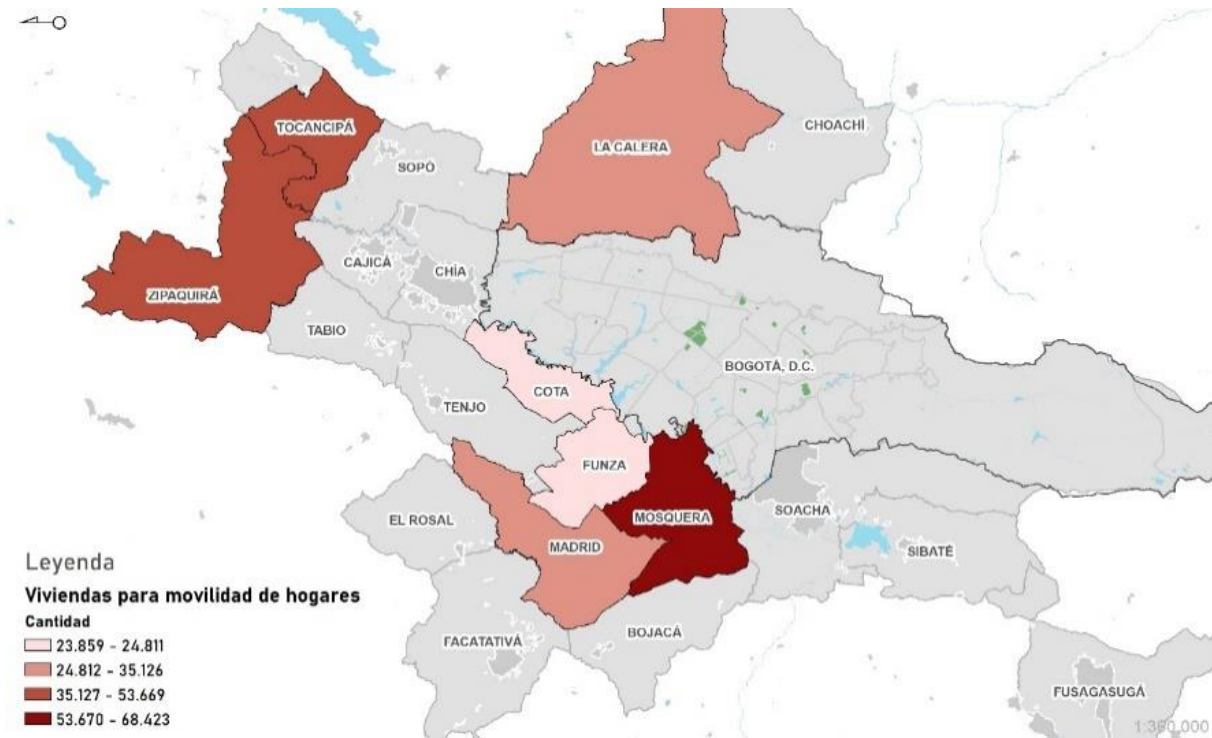 TOCANCIPÁ
CHOACHÍ
LA CALERA
SOPÓ
CAJICÁ
CHÍA
ZIPAQUIRÁ
TABIO
BOGOTÁ, D.C.
COTA
TENJO
FUNZA
SOACHA
MOSQUERA
EL ROSAL
MADRID
SIBATÉ
BOJACÁ
FACATATIVÁ
FUSAGASUGÁ
Leyenda
Viviendas para movilidad de hogares
Cantidad
23.859 - 24.811
24.812 - 35.126
35.127 - 53.669
53.670 - 68.423
1:360.000